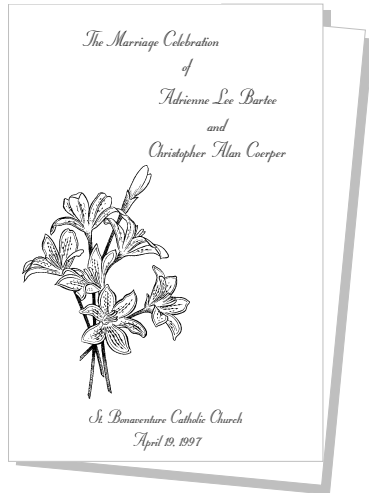 The Marriage Celebration
of
Adrienne Lee Bartee
and
Christopher Alan Coerper
St. Bonaventure Catholic Church
April 19, 1997